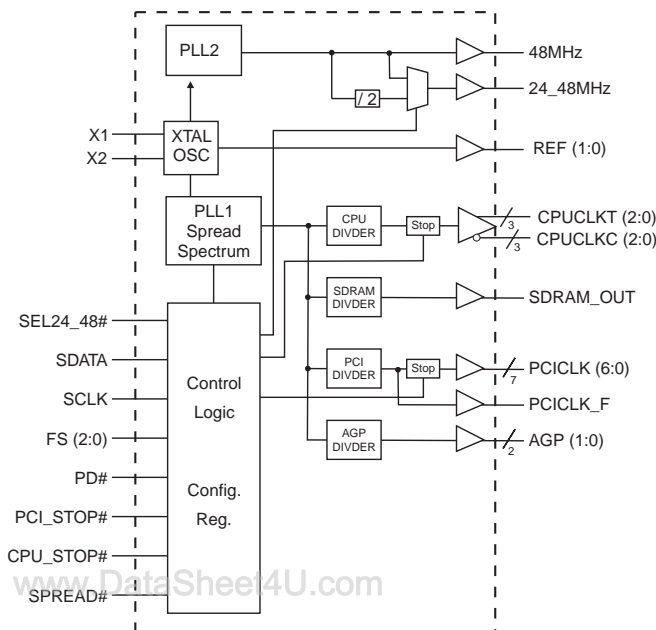 PLL2
48MHz
/ 2
24_48MHz
X1
X2
XTAL
OSC
REF (1:0)
PLL1
Spread
Spectrum
CPU
DIVDER
Stop
3
CPUCLKT (2:0)
3
CPUCLKC (2:0)
SDRAM
DIVDER
SDRAM_OUT
SEL24_48#
SDATA
SCLK
FS (2:0)
PD#
PCI_STOP#
CPU_STOP#
SPREAD#
Control
Logic
Config.
Reg.
PCI
DIVDER
Stop
7
PCICLK (6:0)
PCICLK_F
AGP
DIVDER
2
AGP (1:0)
www.DataSheet4U.com